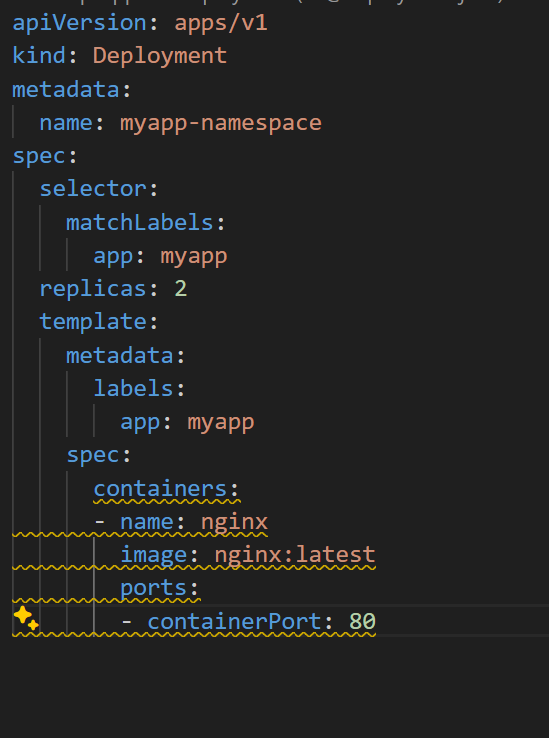 apiVersion: apps/v1
kind: Deployment
metadata:
  name: myapp-namespace
spec:
  selector:
    matchLabels:
      app: myapp
  replicas: 2
  template:
    metadata:
      labels:
        app: myapp
    spec:
      containers:
      - name: nginx
        image: nginx:latest
        ports:
        - containerPort: 80